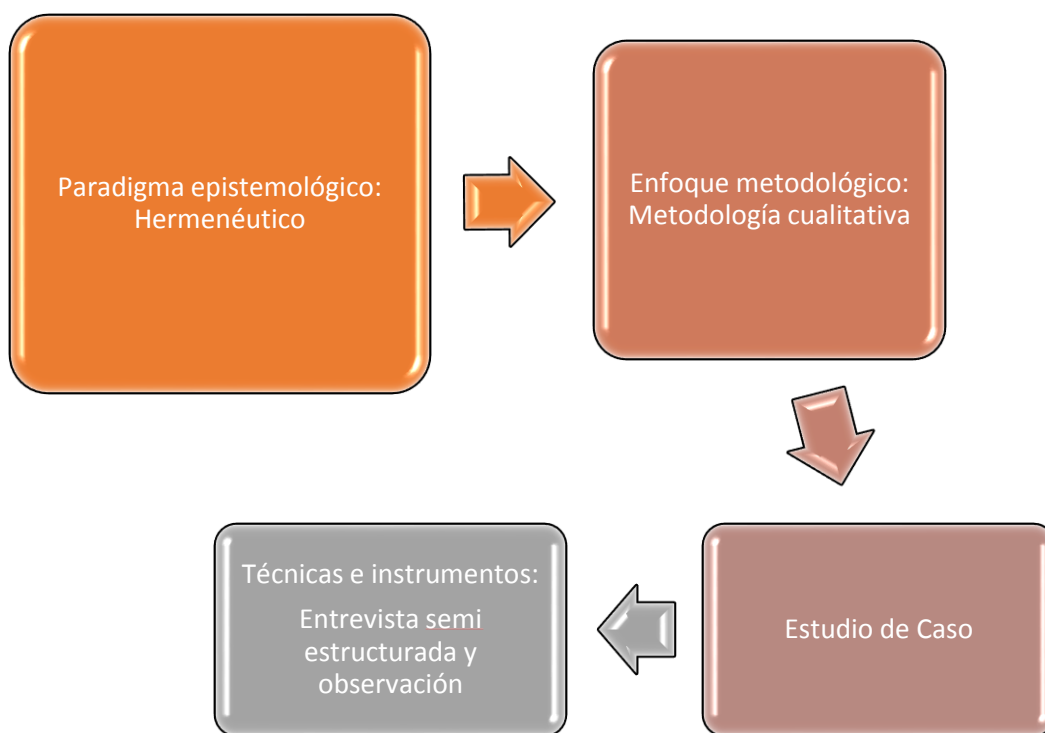 Paradigma epistemológico:
Hermenéutico
Enfoque metodológico:
Metodología cualitativa
Estudio de Caso
Técnicas e instrumentos:
Entrevista semi
estructurada y
observación